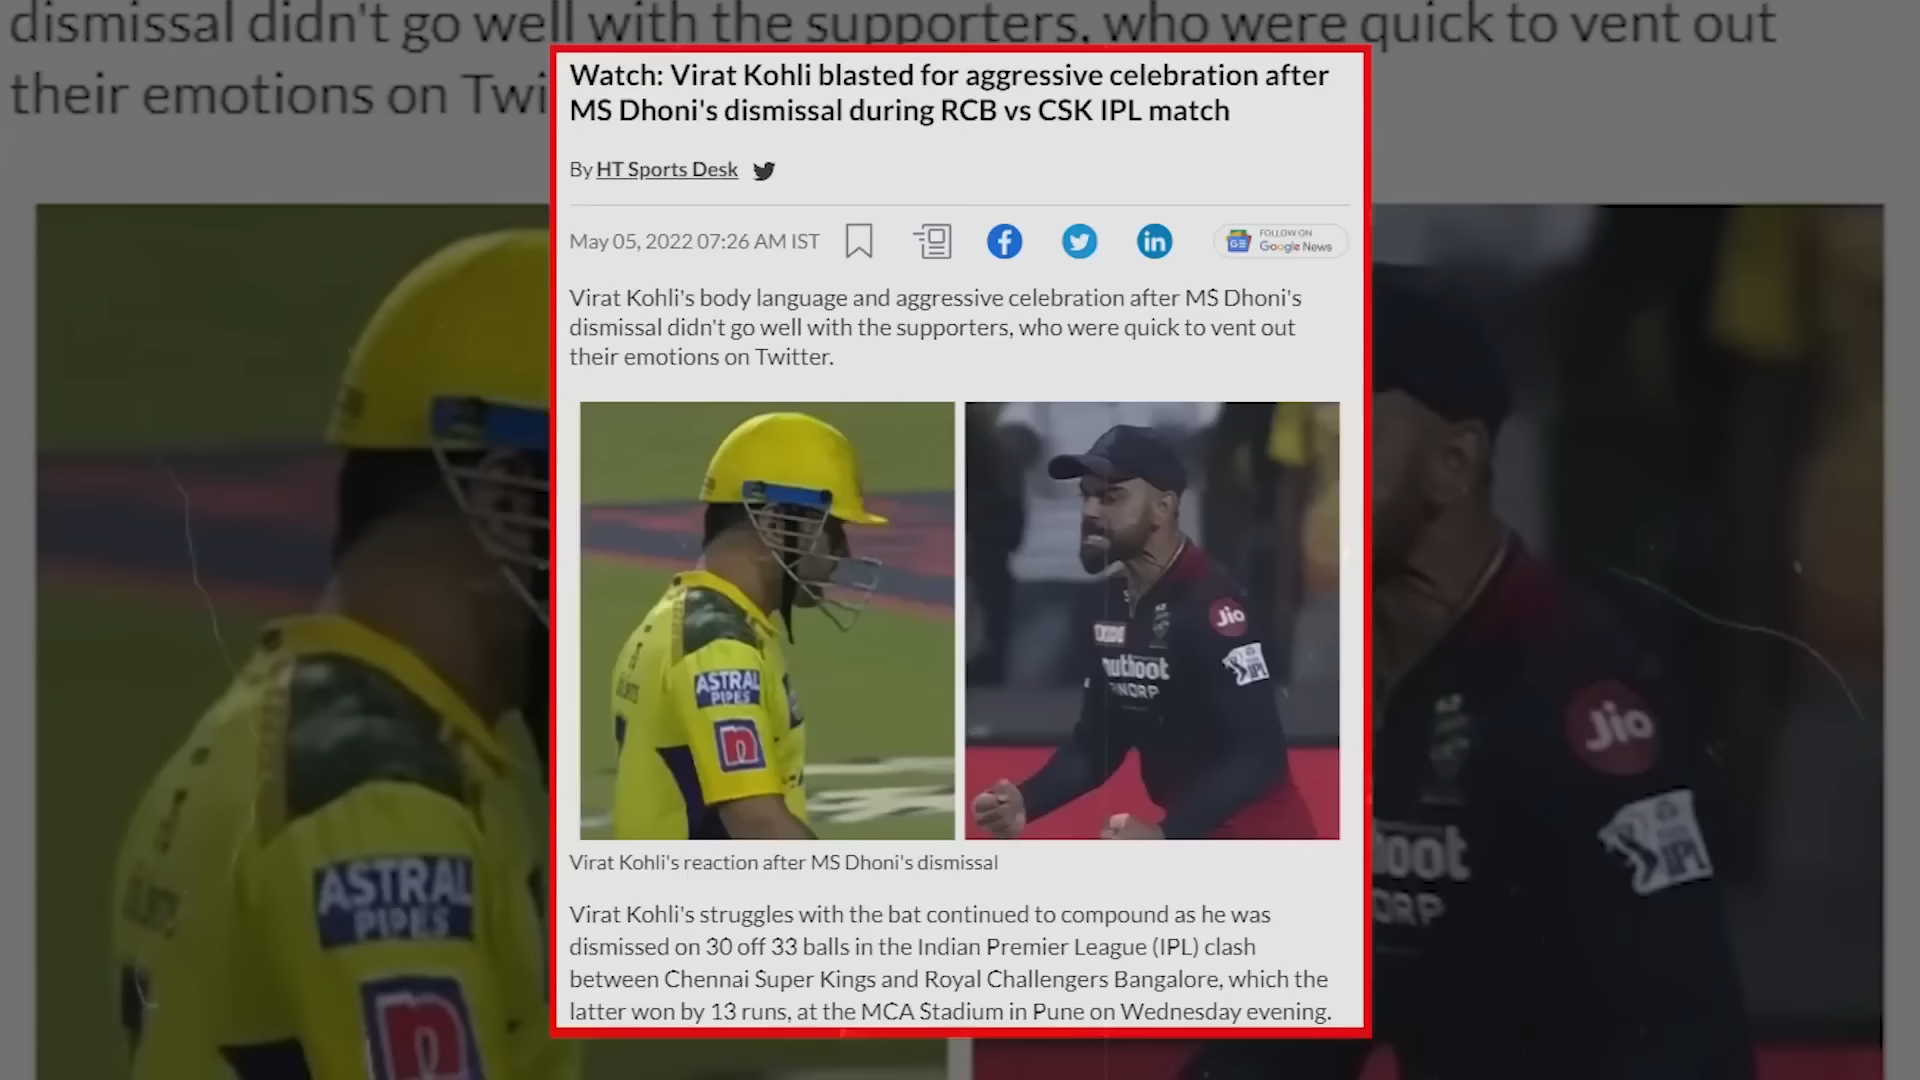 dismissal didn't go well with the supporters, who were quick to vent out
their emotions on Twi
Watch: Virat Kohli blasted for aggressive celebration after
MS Dhoni's dismissal during RCB vs CSK IPL match
By HT Sports Desk
May 05, 2022 07:26 AM IST
FOLLOW ON
Google News
Virat Kohli's body language and aggressive celebration after MS Dhoni's
dismissal didn't go well with the supporters, who were quick to vent out
their emotions on Twitter.
ASTRAL
PIPES
n
Jio
IPL
Virat Kohli's reaction after MS Dhoni's dismissal
Virat Kohli's struggles with the bat continued to compound as he was
dismissed on 30 off 33 balls in the Indian Premier League (IPL) clash
between Chennai Super Kings and Royal Challengers Bangalore, which the
latter won by 13 runs, at the MCA Stadium in Pune on Wednesday evening.
ASTRAL
PIPES
n
Jio
IPL